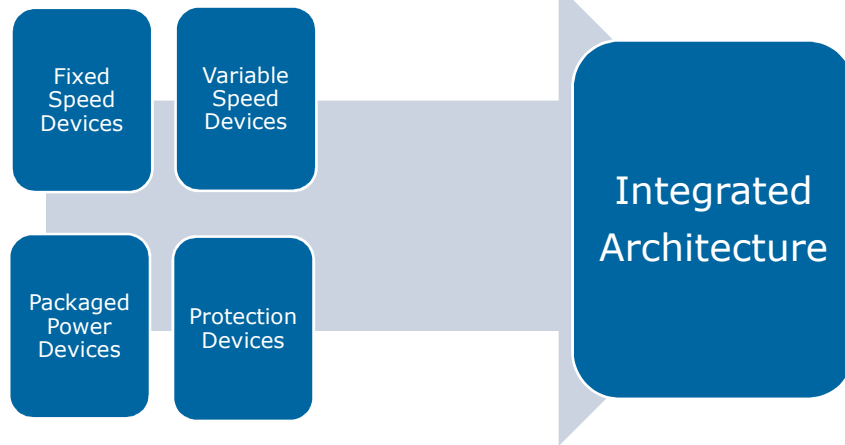 Fixed
Speed
Devices
Variable
Speed
Devices
Packaged
Power
Devices
Protection
Devices
Integrated
Architecture